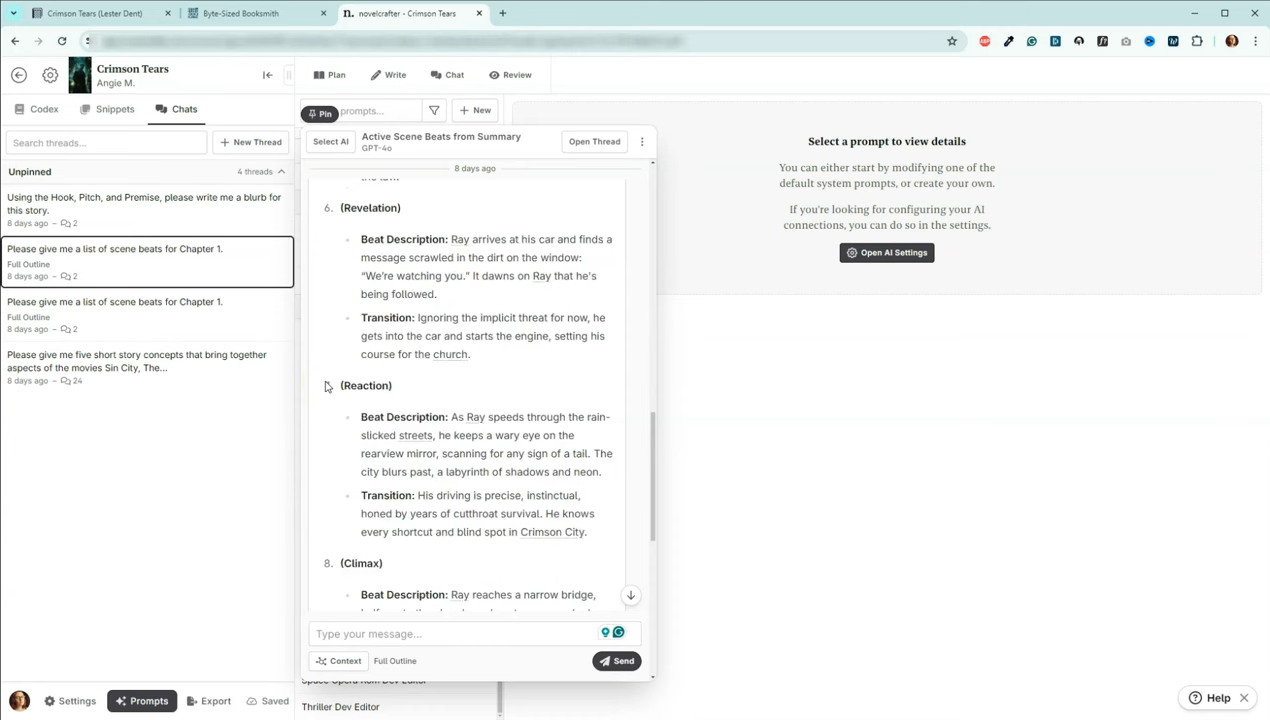 Crimson Tears (Lester Dent)
Byte-Sized Booksmith
novelcrafter - Crimson Tears
Crimson Tears
Angie M.
Plan
Write
Chat
Review
Codex
Snippets
Chats
Pin
prompts...
New
Search threads...
New Thread
Unpinned
4 threads
Using the Hook, Pitch, and Premise, please write me a blurb for
this story.
8 days ago – 2
Please give me a list of scene beats for Chapter 1.
Full Outline
8 days ago – 2
Please give me a list of scene beats for Chapter 1.
Full Outline
8 days ago – 2
Please give me five short story concepts that bring together
aspects of the movies Sin City, The...
8 days ago – 24
Select AI
Active Scene Beats from Summary
GPT-4o
Open Thread
8 days ago
6. (Revelation)
Beat Description: Ray arrives at his car and finds a
message scrawled in the dirt on the window:
“We’re watching you.” It dawns on Ray that he's
being followed.
Transition: Ignoring the implicit threat for now, he
gets into the car and starts the engine, setting his
course for the church.
(Reaction)
Beat Description: As Ray speeds through the rain-
slicked streets, he keeps a wary eye on the
rearview mirror, scanning for any sign of a tail. The
city blurs past, a labyrinth of shadows and neon.
Transition: His driving is precise, instinctual,
honed by years of cutthroat survival. He knows
every shortcut and blind spot in Crimson City.
8. (Climax)
Beat Description: Ray reaches a narrow bridge,
Type your message...
Context
Full Outline
Send
Thriller Dev Editor
Select a prompt to view details
You can either start by modifying one of the
default system prompts, or create your own.
If you're looking for configuring your AI
connections, you can do so in the settings.
Open AI Settings
Settings
Prompts
Export
Saved
Help